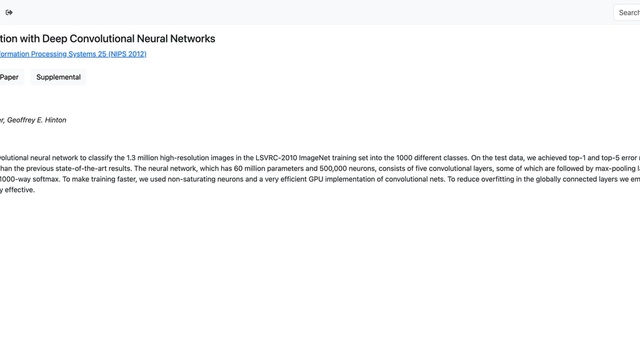 Search
tion with Deep Convolutional Neural Networks
formation Processing Systems 25 (NIPS 2012)
Paper Supplemental
r, Geoffrey E. Hinton
volutional neural network to classify the 1.3 million high-resolution images in the LSVRC-2010 ImageNet training set into the 1000 different classes. On the test data, we achieved top-1 and top-5 error
han the previous state-of-the-art results. The neural network, which has 60 million parameters and 500,000 neurons, consists of five convolutional layers, some of which are followed by max-pooling
1000-way softmax. To make training faster, we used non-saturating neurons and a very efficient GPU implementation of convolutional nets. To reduce overfitting in the globally connected layers we em
y effective.